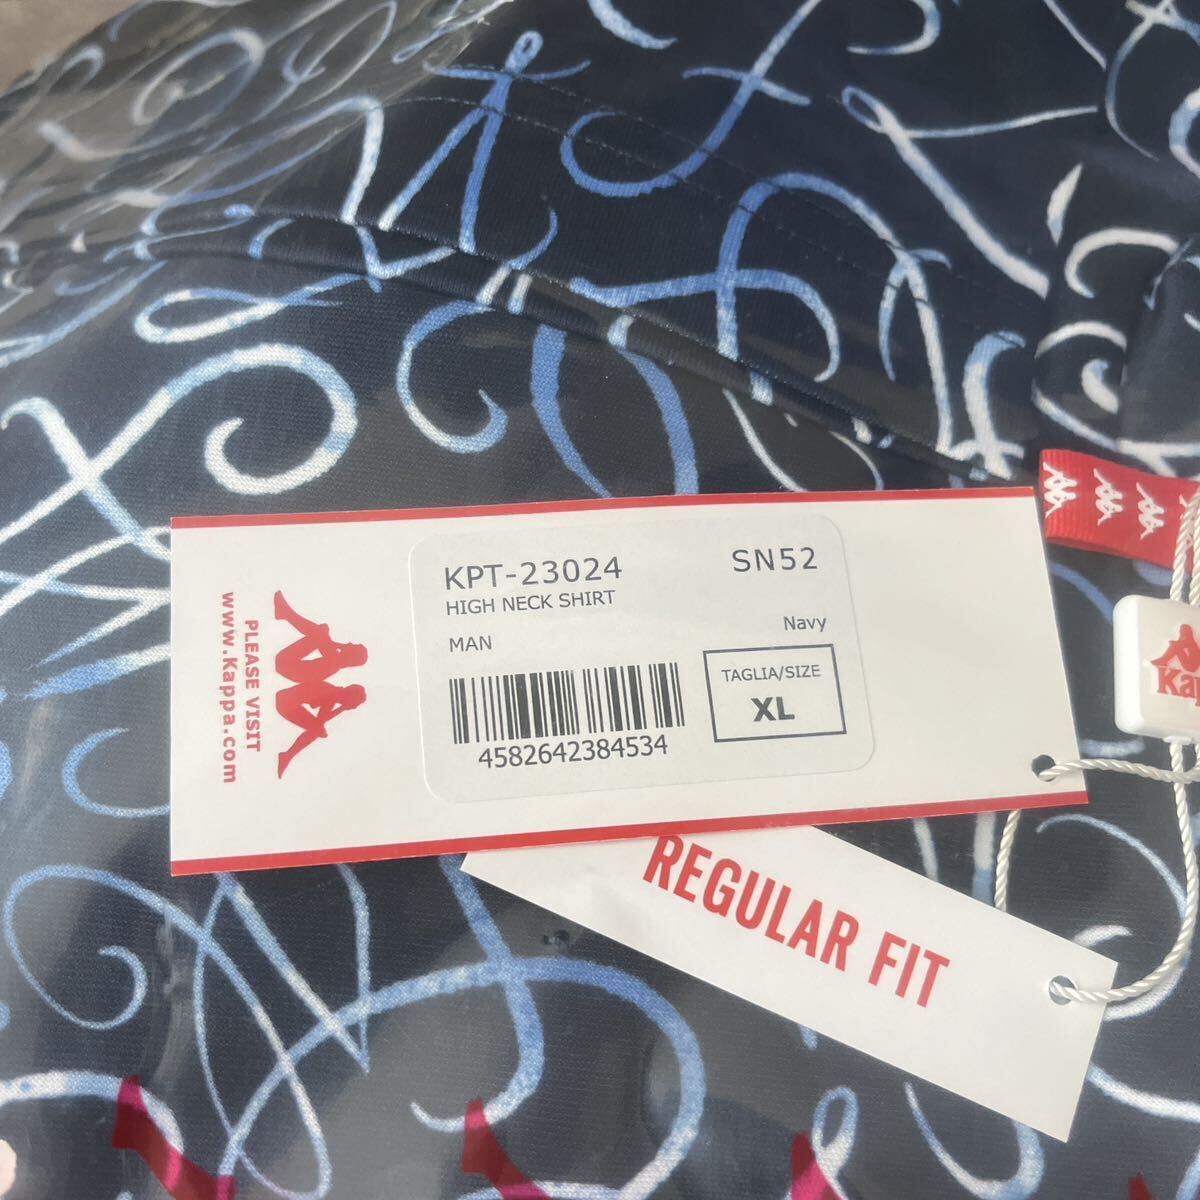 KPT-23024
SN52
HIGH NECK SHIRT
MAN
Navy
TAGLIA/SIZE
XL
4582642384534
PLEASE VISIT
www.Kappa.com
REGULAR FIT